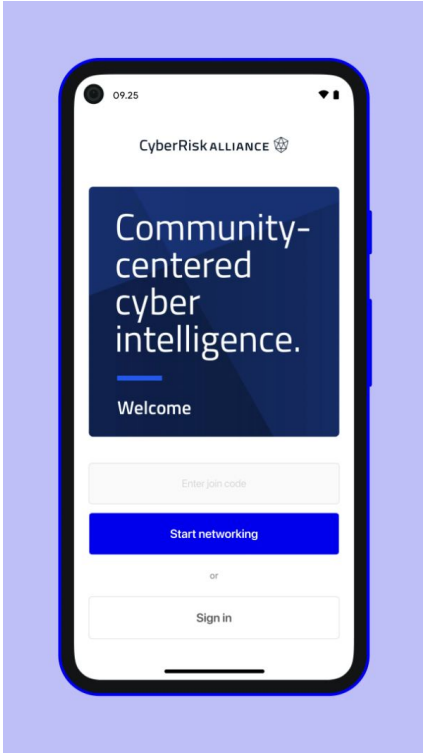 09.25
CyberRisk ALLIANCE
Community-
centered
cyber
intelligence.
Welcome
Enter join code
Start networking
or
Sign in